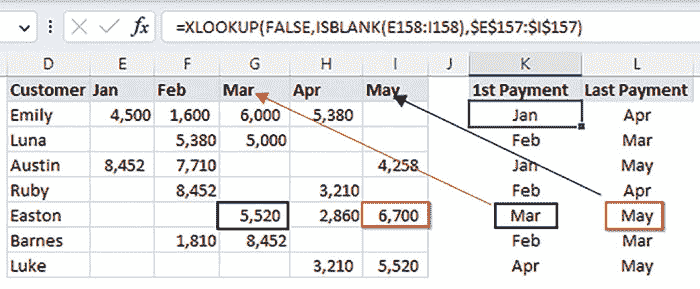 fx =XLOOKUP(FALSE,ISBLANK(E158:I158),$E$157:$I$157)
D E F G H I J K L
Customer Jan Feb Mar Apr May 1st Payment Last Payment
Emily 4,500 1,600 6,000 5,380 Jan Apr
Luna 5,380 5,000 Feb Mar
Austin 8,452 7,710 4,258 Jan May
Ruby 8,452 3,210 Feb Apr
Easton 5,520 2,860 6,700 Mar May
Barnes 1,810 8,452 Feb Mar
Luke 3,210 5,520 Apr May